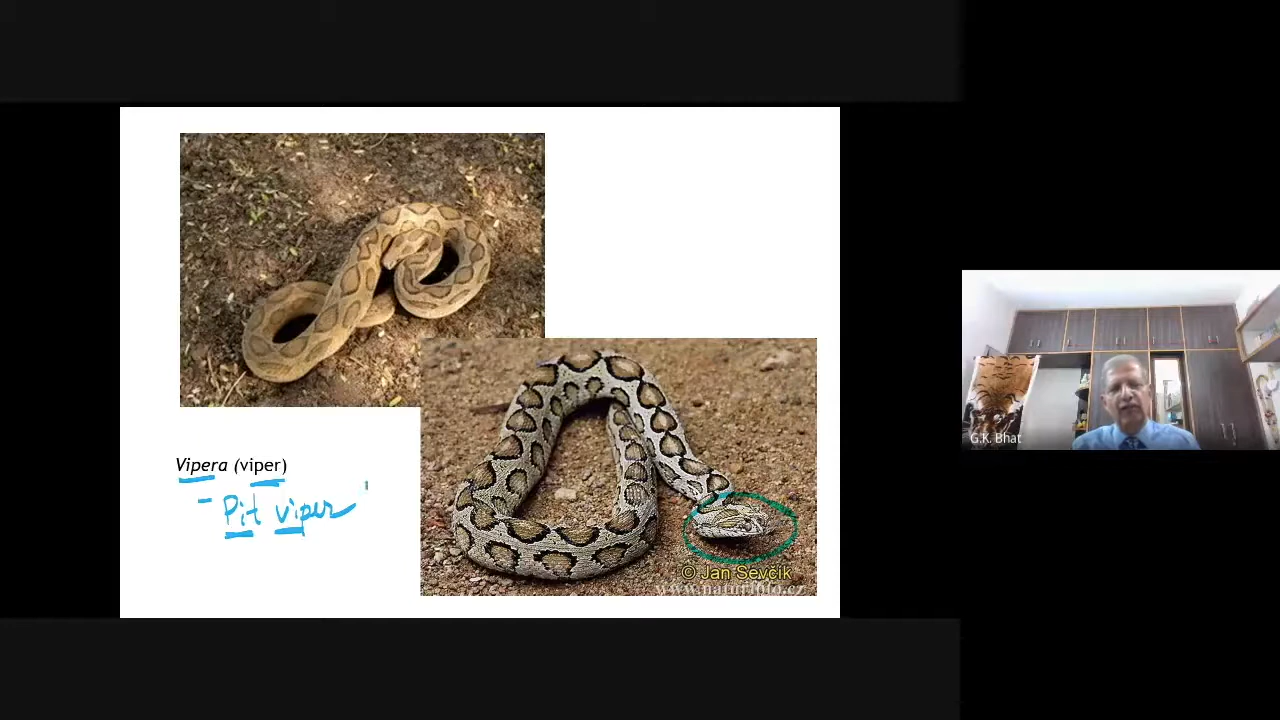 Vipera (viper)
- Pit viper
© Jan Ševčík
www.naturfoto.cz
G.K. Bhat